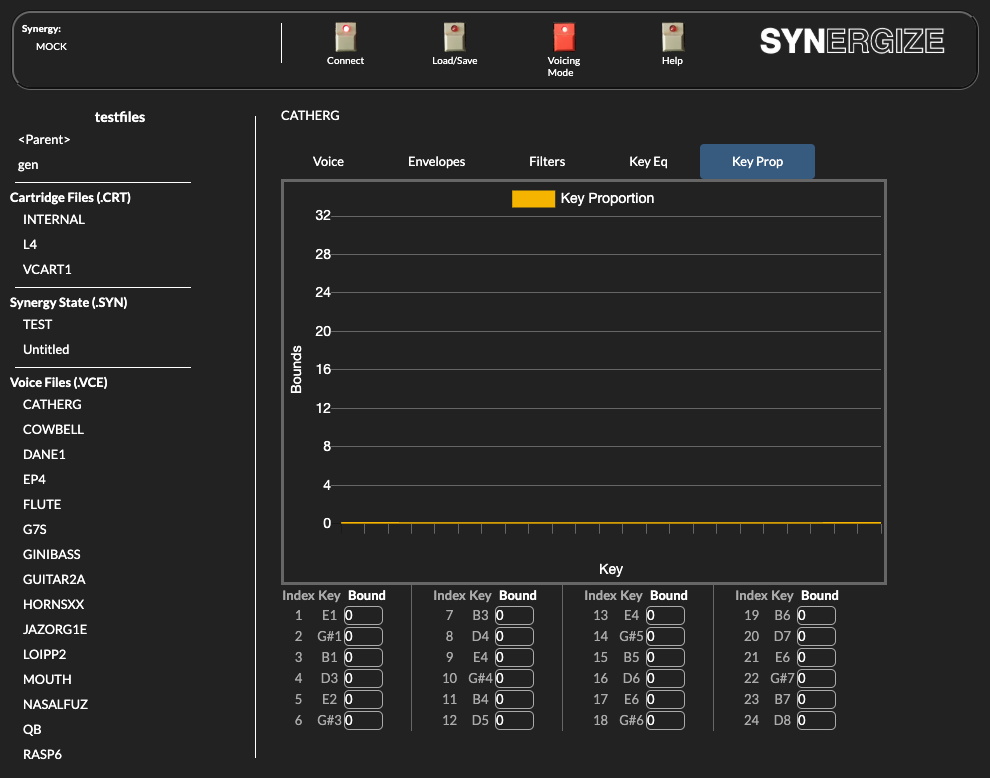 Synergy:
MOCK
Connect
Load/Save
Voicing
Mode
Help
SYNERGIZE
testfiles
<Parent>
gen
Cartridge Files (.CRT)
INTERNAL
L4
VCART1
Synergy State (.SYN)
TEST
Untitled
Voice Files (.VCE)
CATHERG
COWBELL
DANE1
EP4
FLUTE
G7S
GINIBASS
GUITAR2A
HORNSXX
JAZORG1E
LOIPP2
MOUTH
NASALFUZ
QB
RASP6
CATHERG
Voice Envelopes Filters Key Eq Key Prop
Key Proportion
32
28
24
20
16
12
8
4
0
Bounds
Key
Index Key Bound Index Key Bound Index Key Bound Index Key Bound
1 E1 0 7 B3 0 13 E4 0 19 B6 0
2 G#1 0 8 D4 0 14 G#5 0 20 D7 0
3 B1 0 9 E4 0 15 B5 0 21 E6 0
4 D3 0 10 G#4 0 16 D6 0 22 G#7 0
5 E2 0 11 B4 0 17 E6 0 23 B7 0
6 G#3 0 12 D5 0 18 G#6 0 24 D8 0